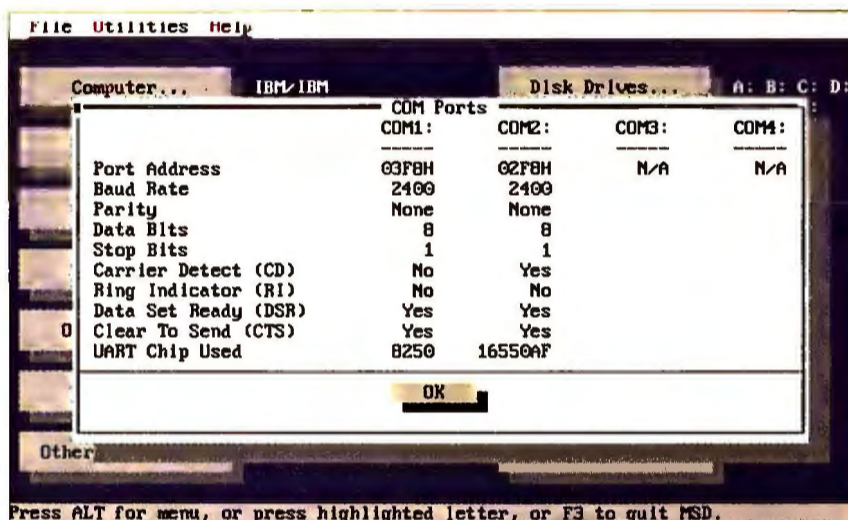 File Utilities Help
Computer... IBM/IBM Disk Drives... A: B: C: D:
COM Ports
COM1: COM2: COM3: COM4:
----- ----- ----- -----
Port Address 03F8H 02F8H N/A N/A
Baud Rate 2400 2400
Parity None None
Data Bits 8 8
Stop Bits 1 1
Carrier Detect (CD) No Yes
Ring Indicator (RI) No No
Data Set Ready (DSR) Yes Yes
Clear To Send (CTS) Yes Yes
UART Chip Used 8250 16550AF
OK
Other
Press ALT for menu, or press highlighted letter, or F3 to quit MSD.